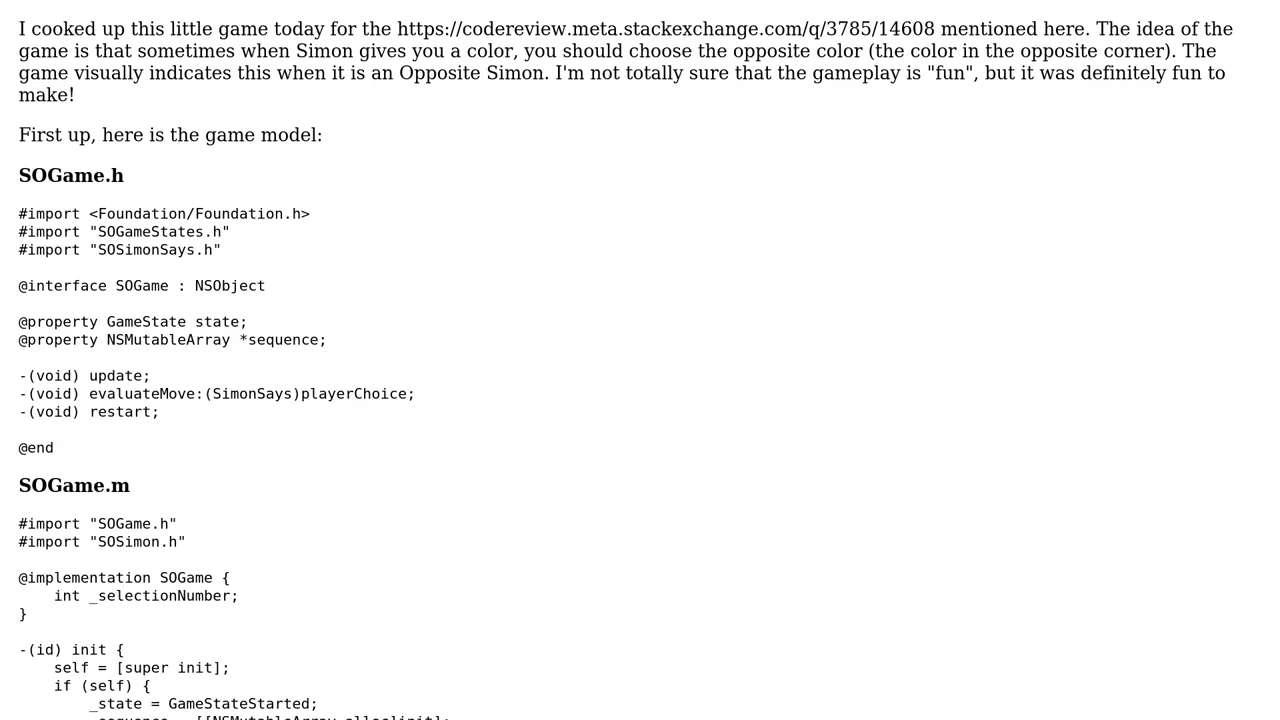 I cooked up this little game today for the https://codereview.meta.stackexchange.com/q/3785/14608 mentioned here. The idea of the
game is that sometimes when Simon gives you a color, you should choose the opposite color (the color in the opposite corner). The
game visually indicates this when it is an Opposite Simon. I'm not totally sure that the gameplay is "fun", but it was definitely fun to
make!
First up, here is the game model:
SOGame.h
#import <Foundation/Foundation.h>
#import "SOGameStates.h"
#import "SOSimonSays.h"
@interface SOGame : NSObject
@property GameState state;
@property NSMutableArray *sequence;
-(void) update;
-(void) evaluateMove:(SimonSays)playerChoice;
-(void) restart;
@end
SOGame.m
#import "SOGame.h"
#import "SOSimon.h"
@implementation SOGame {
    int _selectionNumber;
}
-(id) init {
    self = [super init];
    if (self) {
        _state = GameStateStarted;
        _sequence = [[NSMutableArray alloc]init];